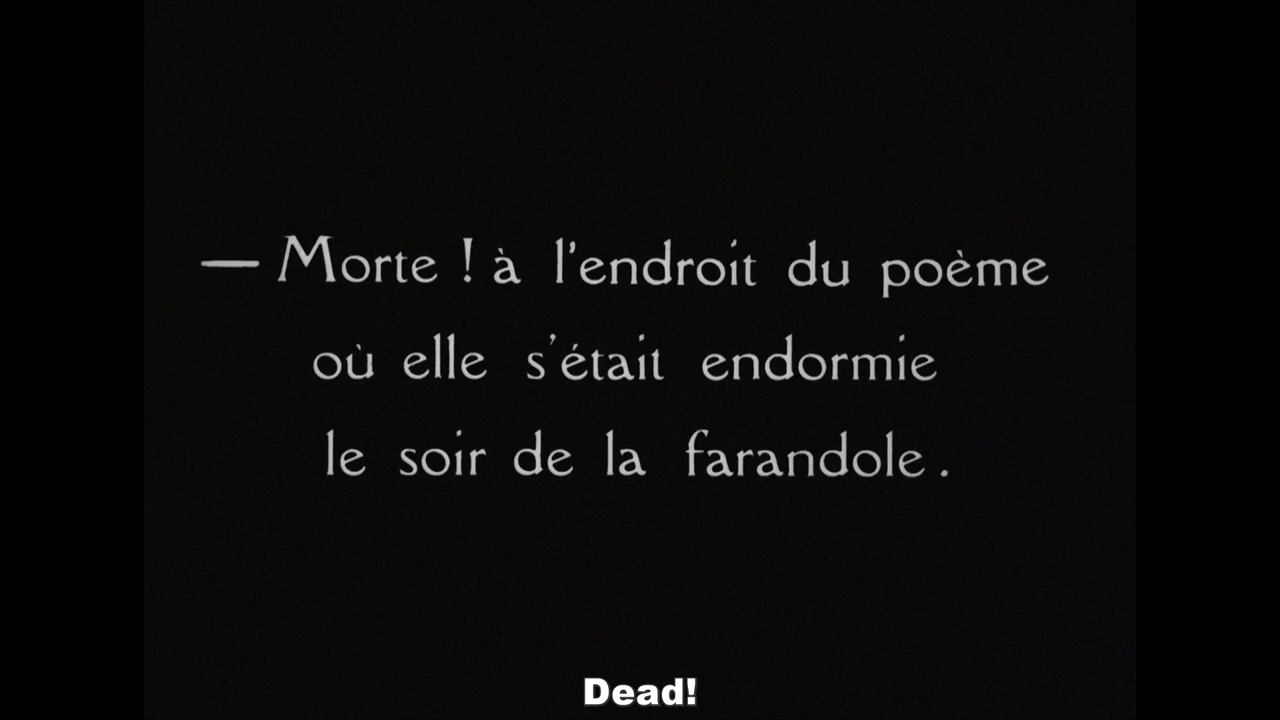 — Morte ! à l'endroit du poème
où elle s'était endormie
le soir de la farandole.
Dead!